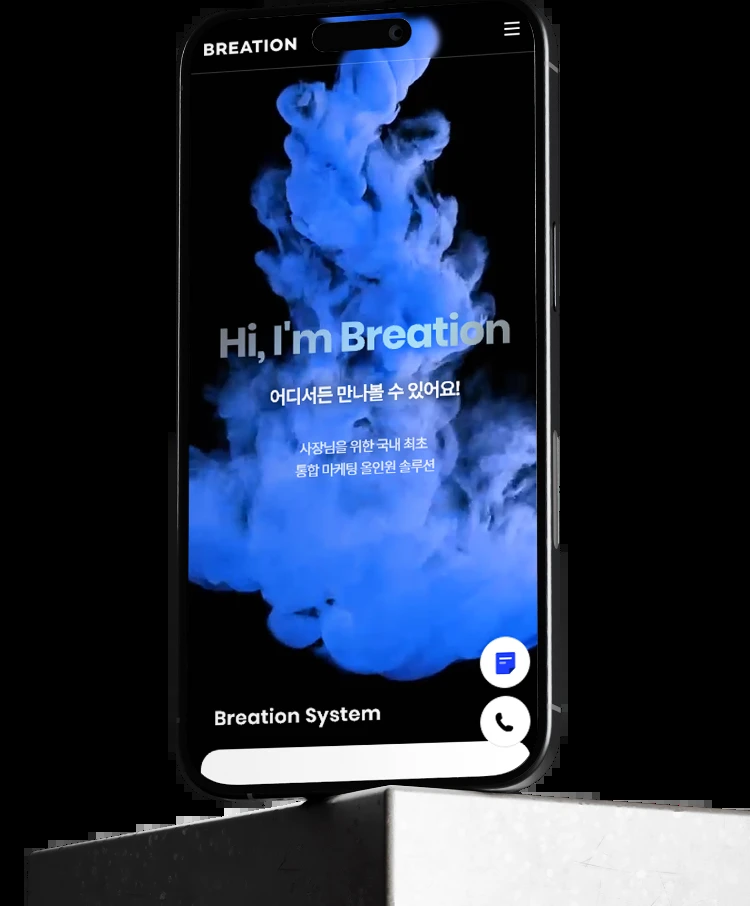 BREATION
Hi, I'm Breation
어디서든 만나볼 수 있어요!
사장님을 위한 국내 최초
통합 마케팅 올인원 솔루션
Breation System